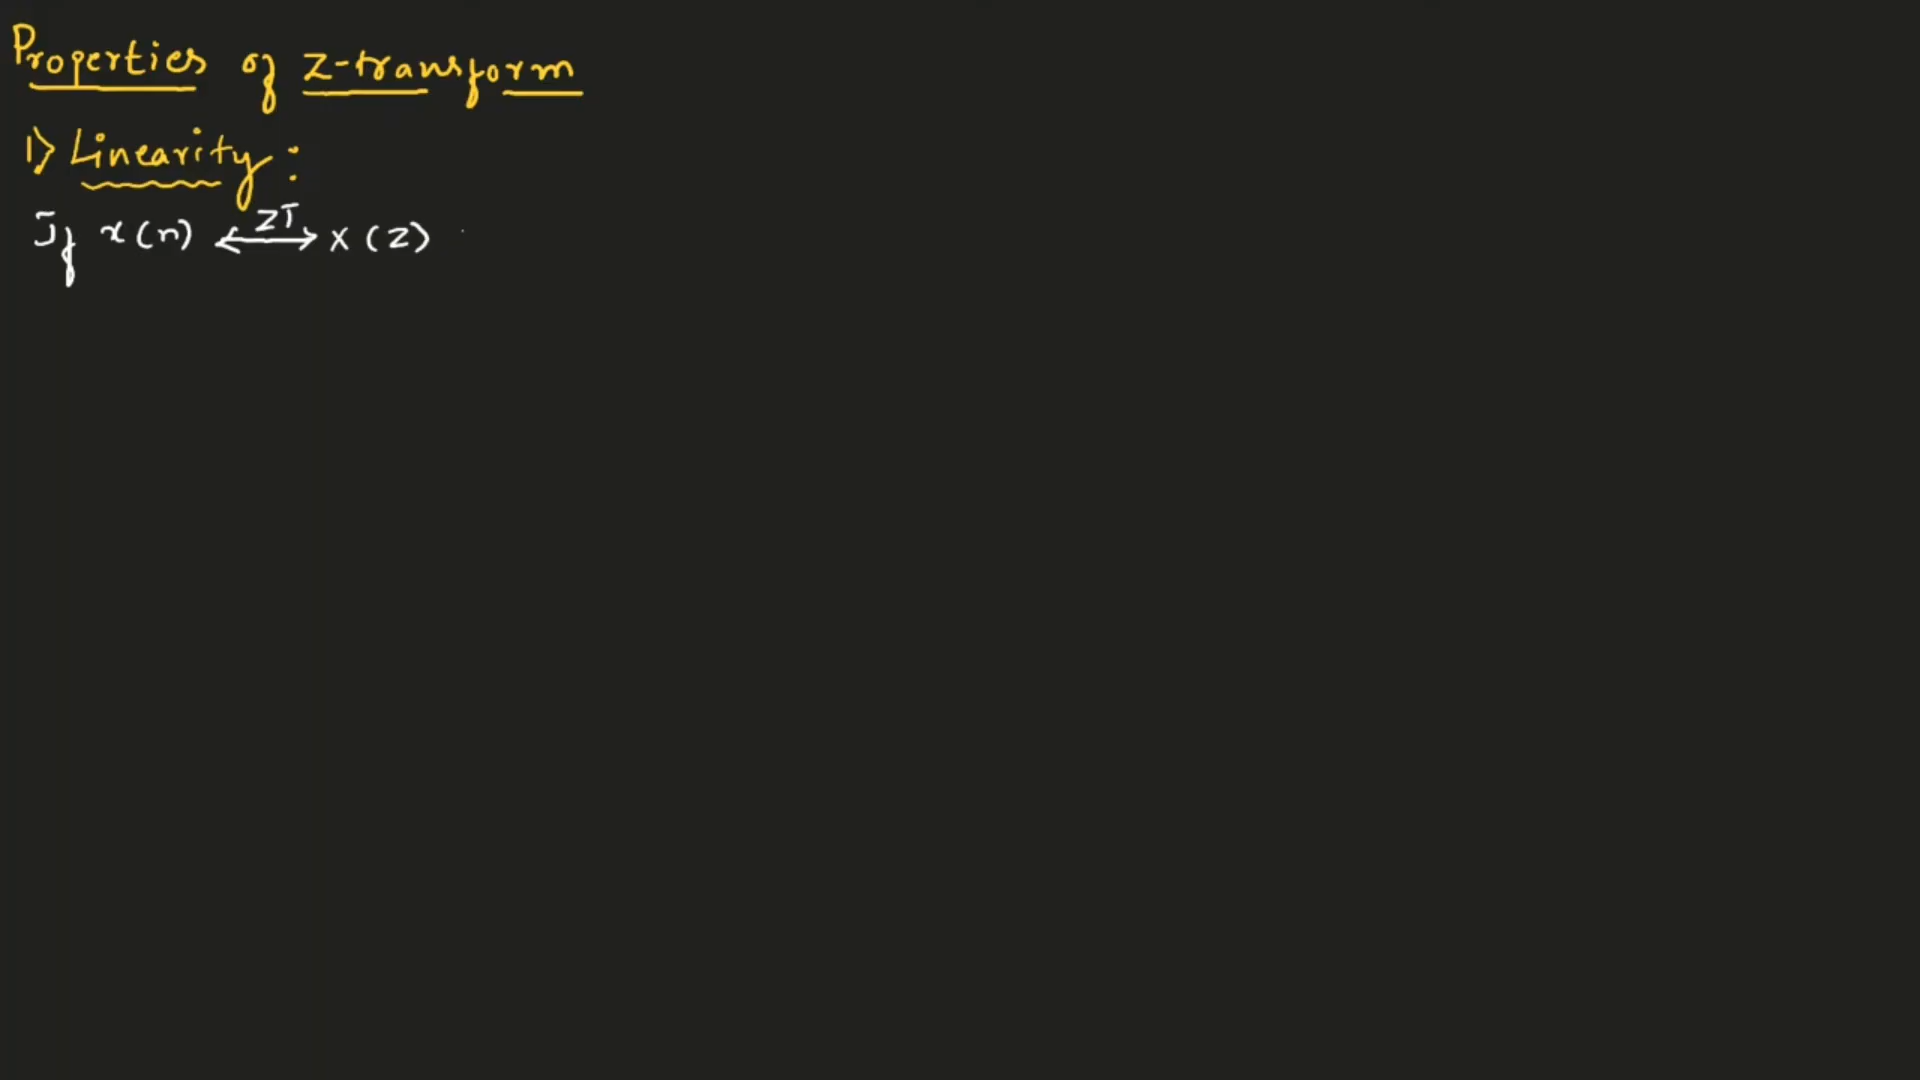 Properties of Z-transform
1) Linearity:
If x(n) ⟷ZT X(Z)